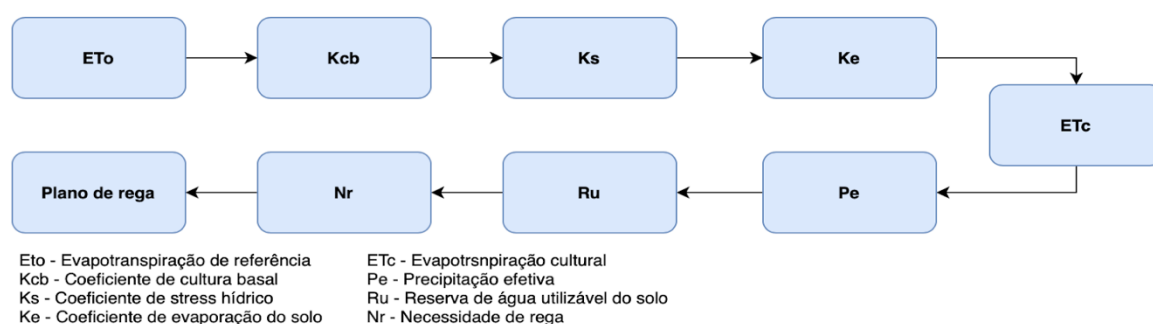 ETo
Kcb
Ks
Ke
ETc
Plano de rega
Nr
Ru
Pe
Eto - Evapotranspiração de referência
Kcb - Coeficiente de cultura basal
Ks - Coeficiente de stress hídrico
Ke - Coeficiente de evaporação do solo
ETc - Evapotrsnpiração cultural
Pe - Precipitação efetiva
Ru - Reserva de água utilizável do solo
Nr - Necessidade de rega